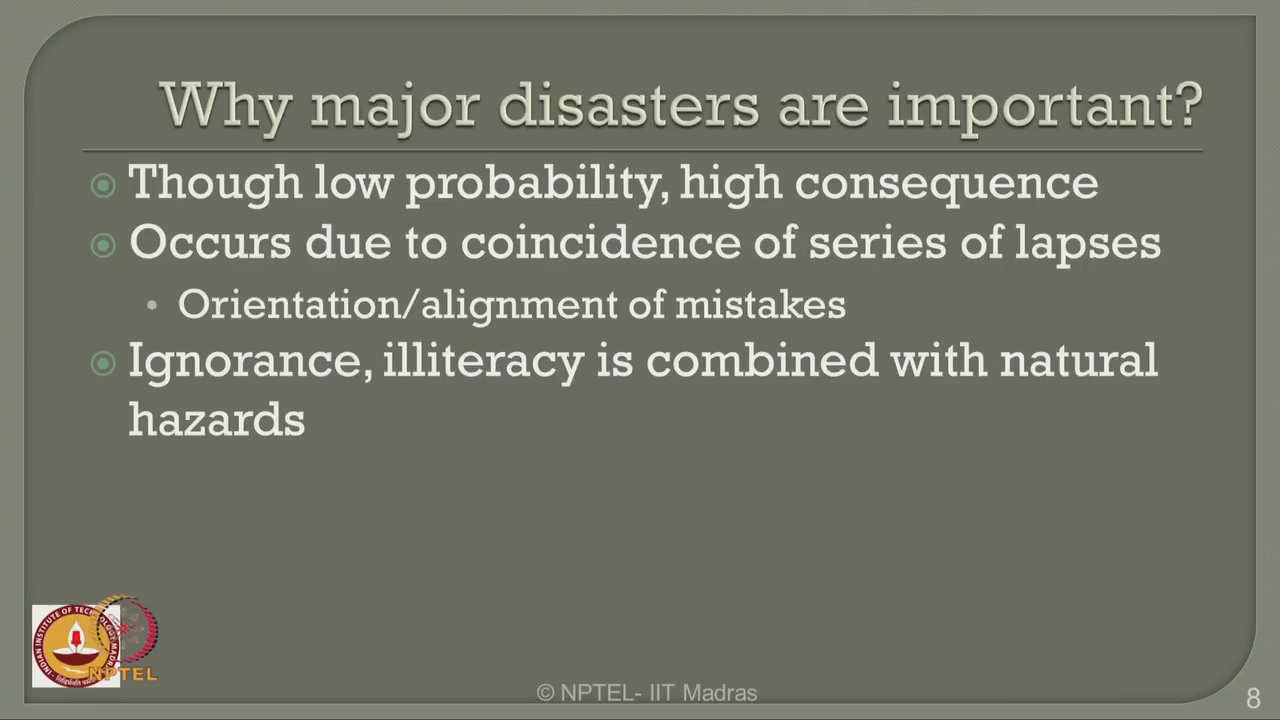 Why major disasters are important?
Though low probability, high consequence
Occurs due to coincidence of series of lapses
Orientation/alignment of mistakes
Ignorance, illiteracy is combined with natural
hazards
NPTEL
© NPTEL- IIT Madras
8